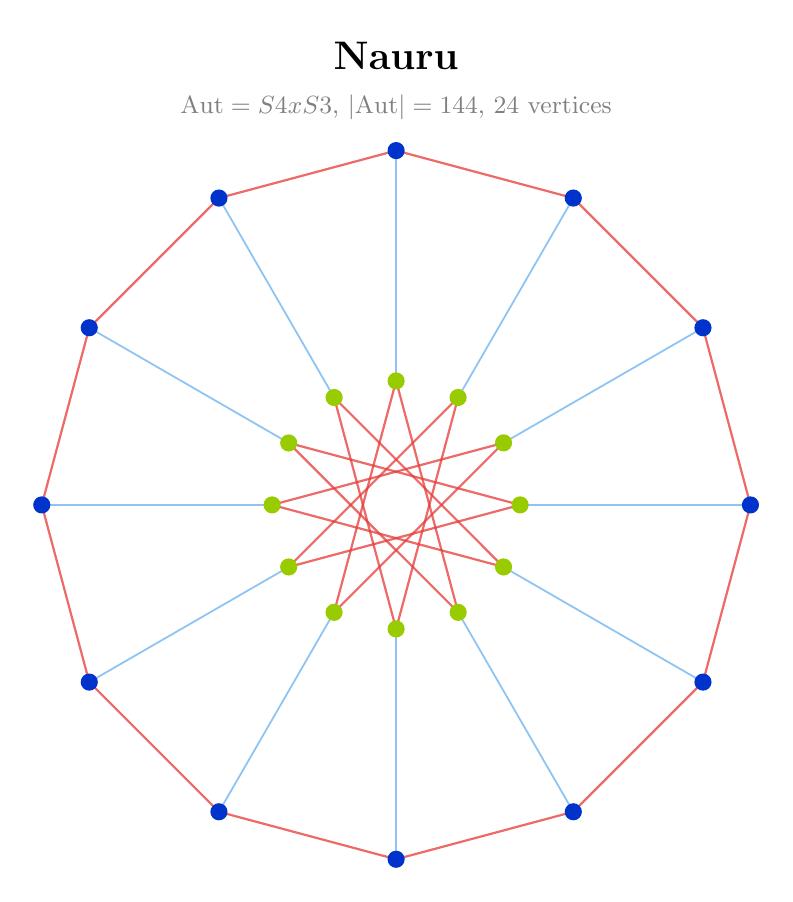 Nauru
Aut = S4xS3, |Aut| = 144, 24 vertices